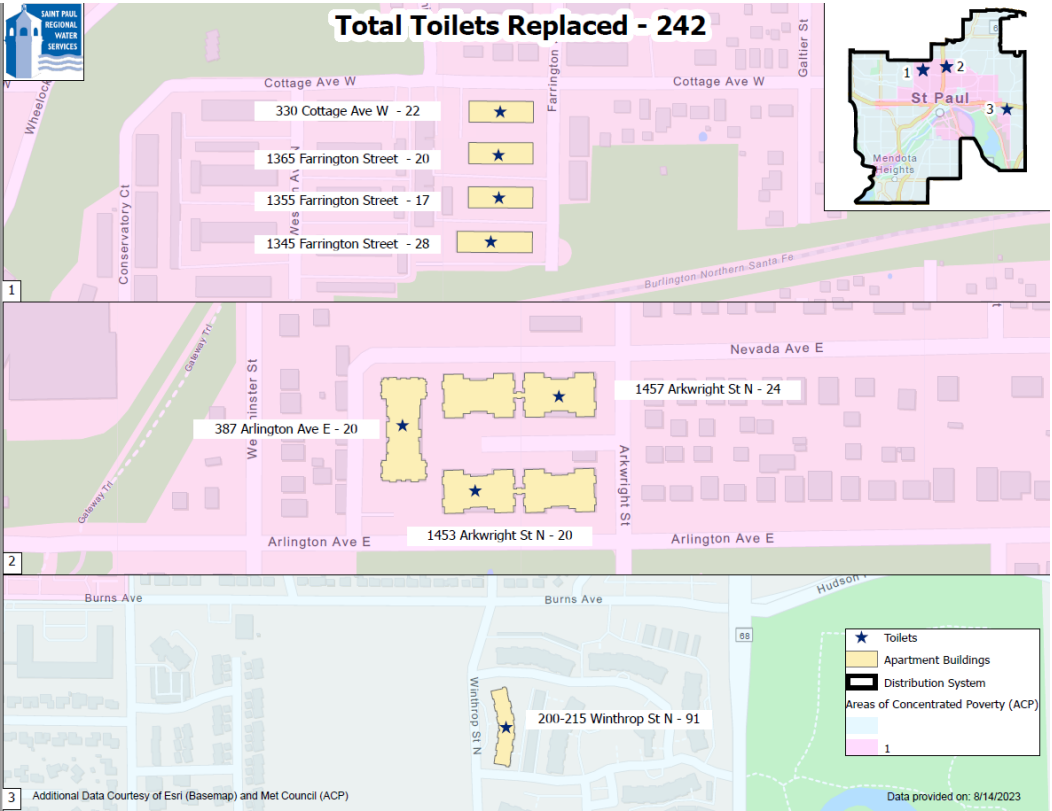 SAINT PAUL
REGIONAL
WATER
SERVICES
Total Toilets Replaced - 242
Wheelock
Cottage Ave W
Farrington
Cottage Ave W
Galtier St
330 Cottage Ave W - 22
1365 Farrington Street - 20
1355 Farrington Street - 17
1345 Farrington Street - 28
Conservatory Ct
Burlington Northern Santa Fe
1
1
2
St Paul
3
Mendota
Heights
Gateway Trl
Nevada Ave E
1457 Arkwright St N - 24
387 Arlington Ave E - 20
Arkwright St
Gateway Trl
1453 Arkwright St N - 20
Arlington Ave E
Arlington Ave E
2
Burns Ave
Burns Ave
Hudson
68
Winthrop St N
200-215 Winthrop St N - 91
Toilets
Apartment Buildings
Distribution System
Areas of Concentrated Poverty (ACP)
1
3
Additional Data Courtesy of Esri (Basemap) and Met Council (ACP)
Data provided on: 8/14/2023